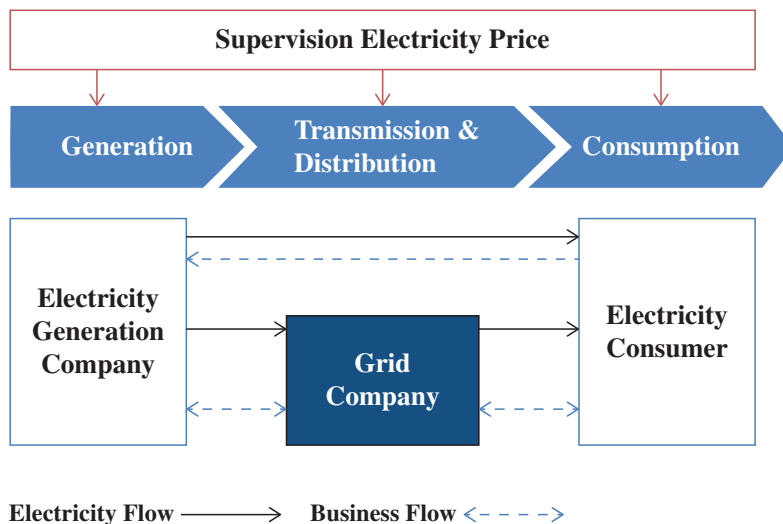 Supervision Electricity Price
Generation
Transmission &
Distribution
Consumption
Electricity
Generation
Company
Grid
Company
Electricity
Consumer
Electricity Flow
Business Flow